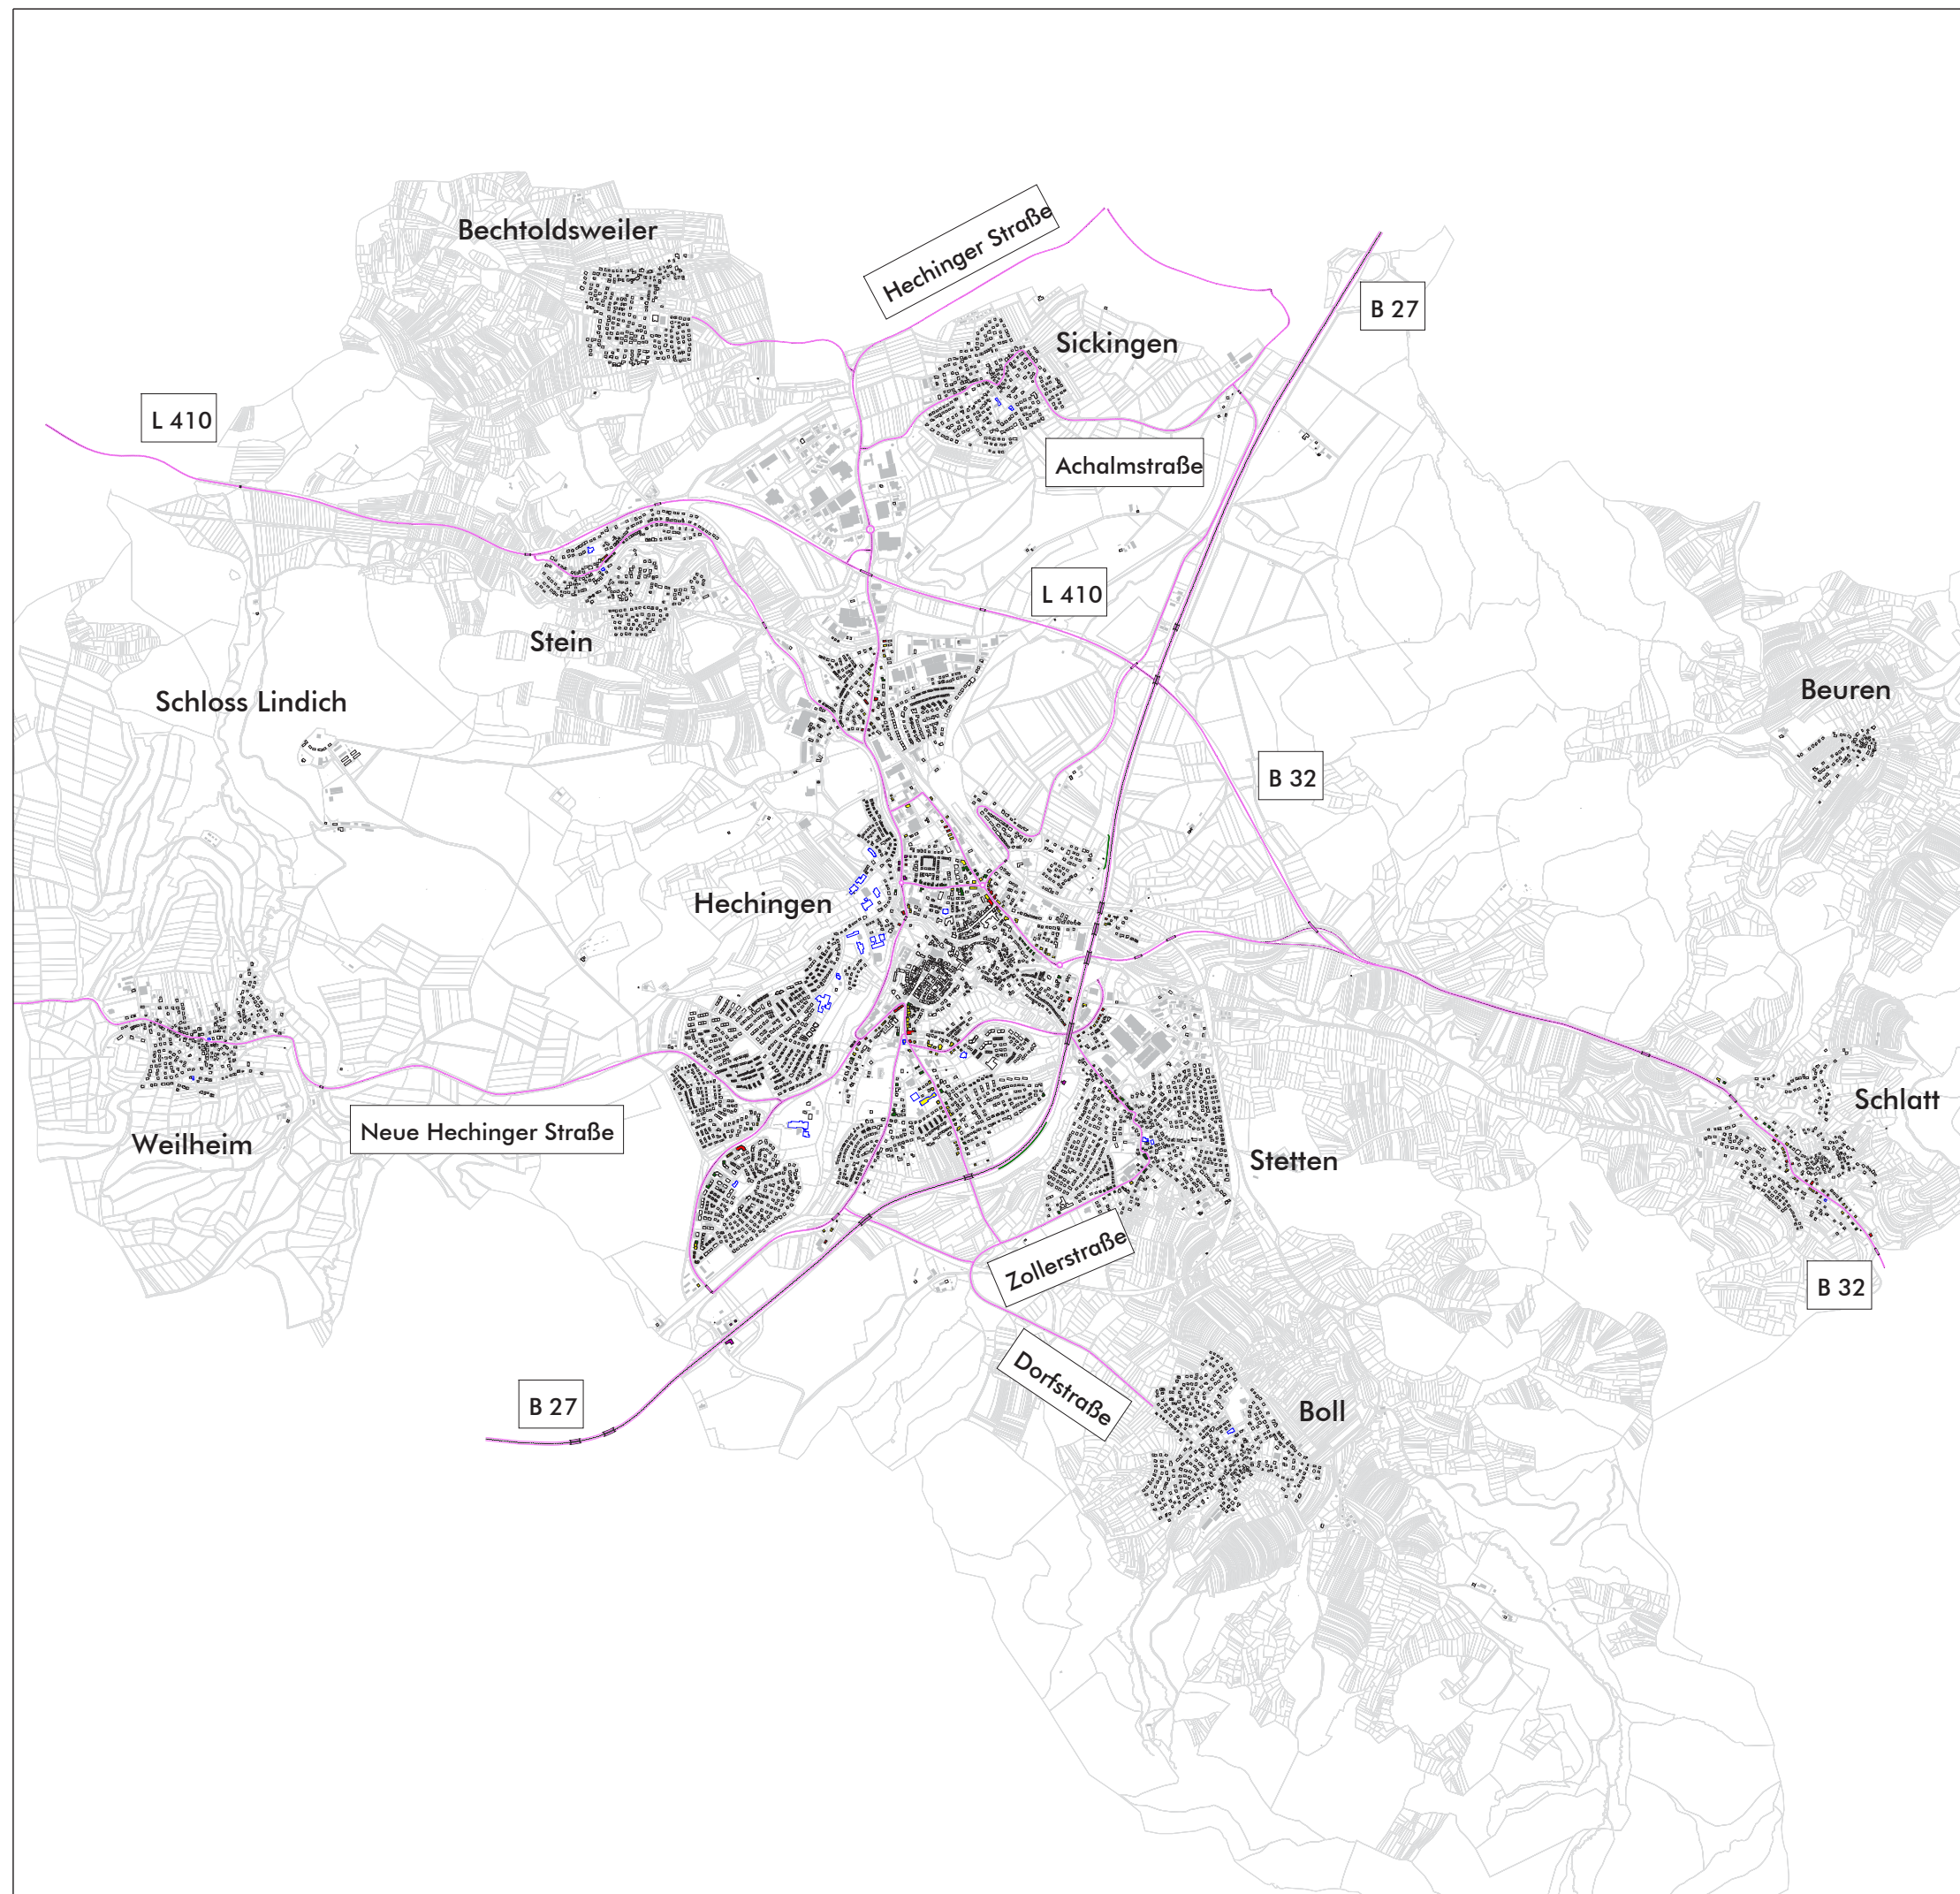 Bechtoldsweiler
Hechinger Straße
B 27
Sickingen
L 410
Achalmstraße
L 410
Stein
Beuren
Schloss Lindich
B 32
Hechingen
Schlatt
Neue Hechinger Straße
Weilheim
Stetten
Zollerstraße
B 32
Dorfstraße
B 27
Boll